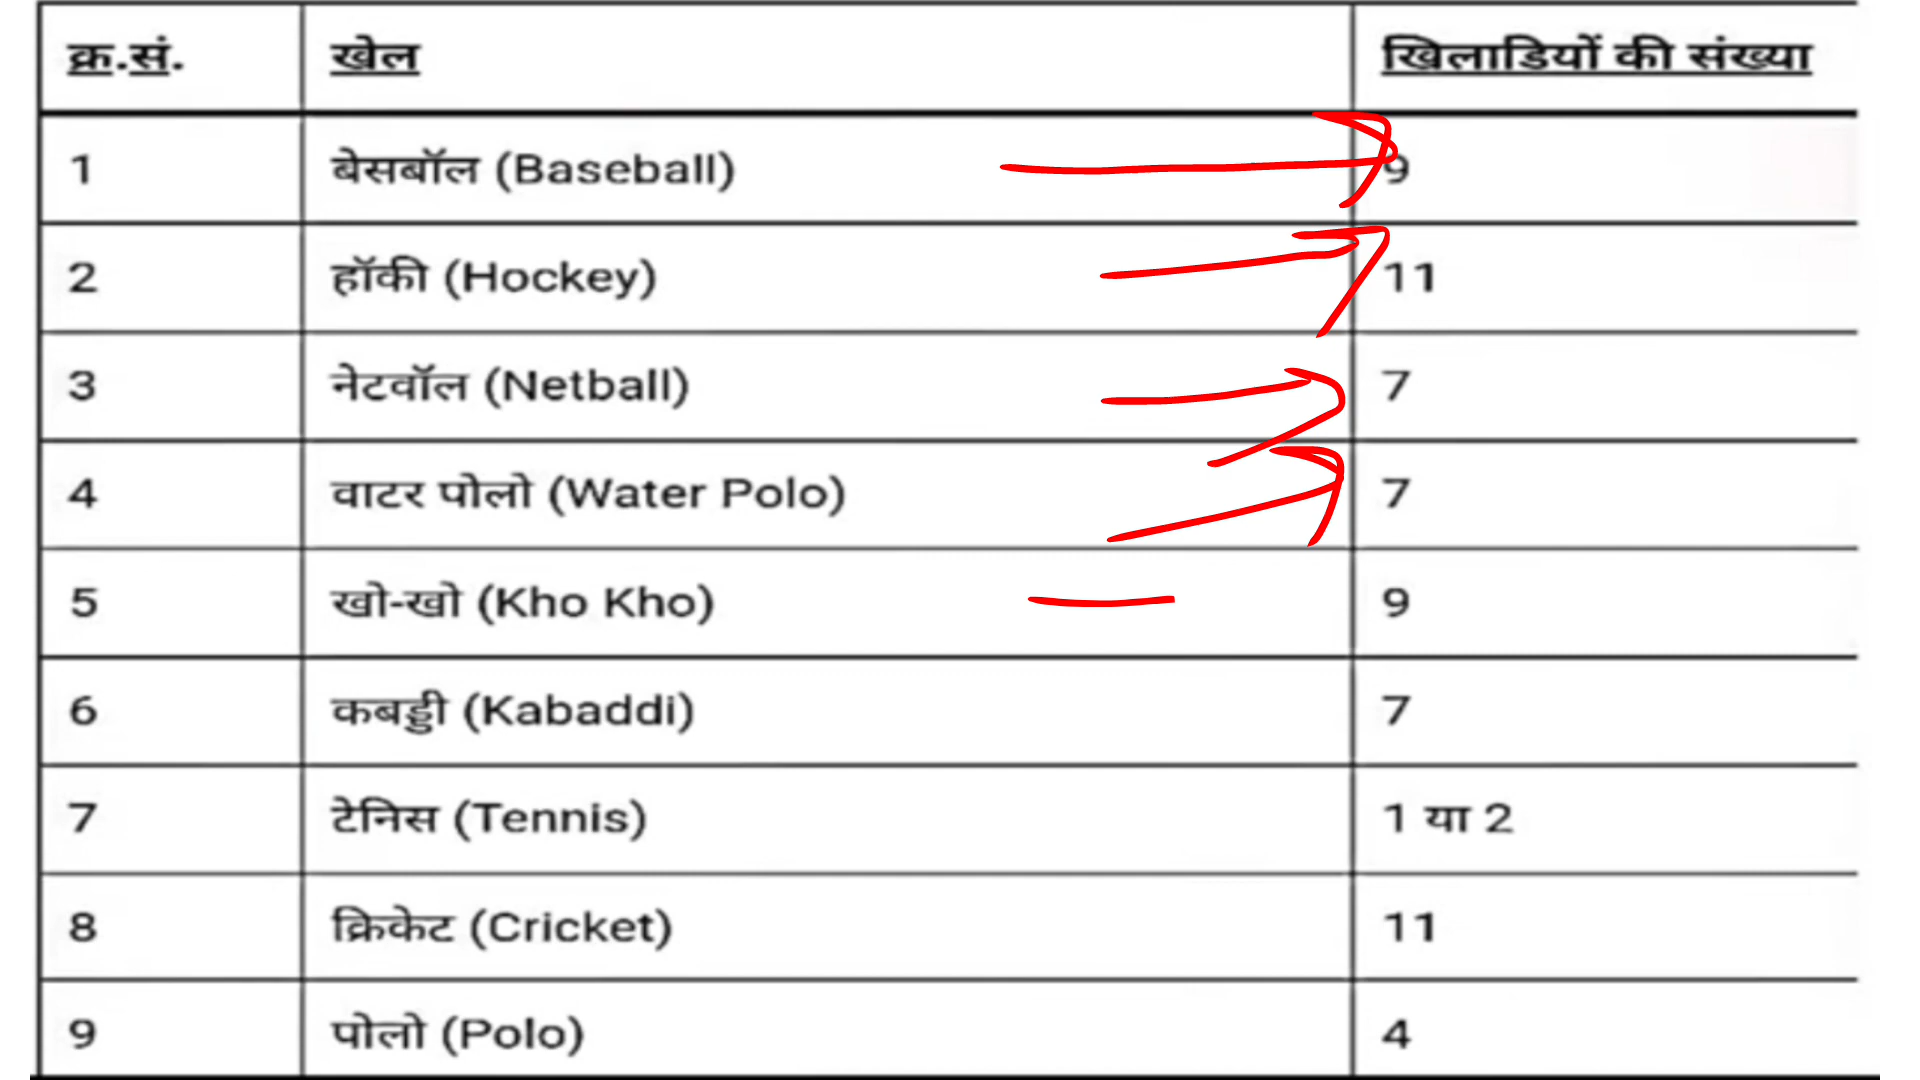 क्र.सं. खेल खिलाडियों की संख्या
1 बेसबॉल (Baseball) 9
2 हॉकी (Hockey) 11
3 नेटवॉल (Netball) 7
4 वाटर पोलो (Water Polo) 7
5 खो-खो (Kho Kho) 9
6 कबड्डी (Kabaddi) 7
7 टेनिस (Tennis) 1 या 2
8 क्रिकेट (Cricket) 11
9 पोलो (Polo) 4